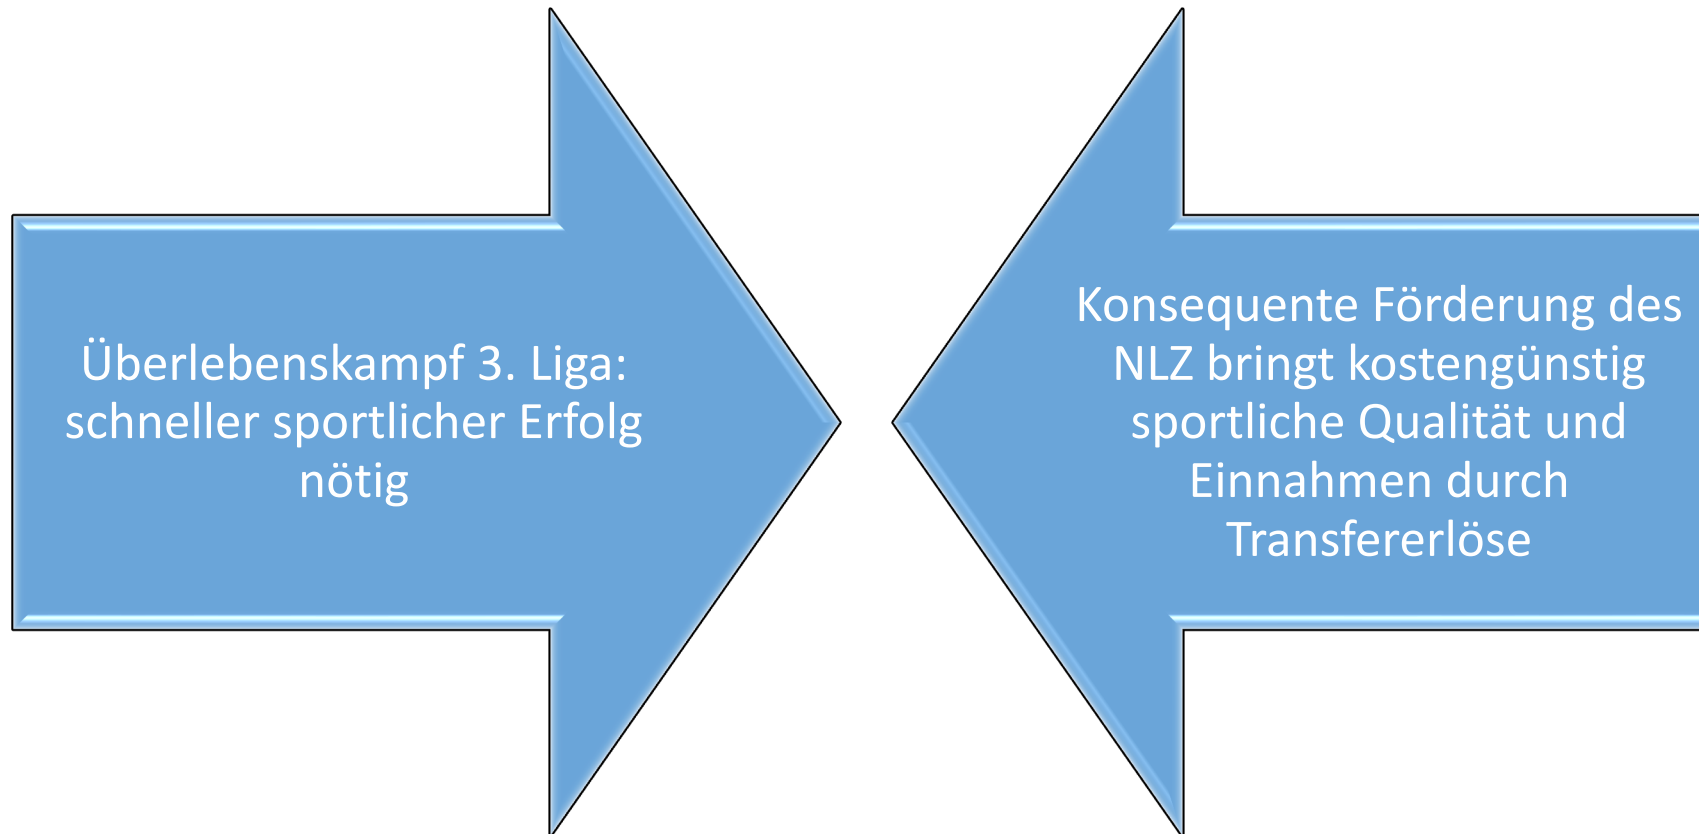 Überlebenskampf 3. Liga:
schneller sportlicher Erfolg
nötig
Konsequente Förderung des
NLZ bringt kostengünstig
sportliche Qualität und
Einnahmen durch
Transfererlöse